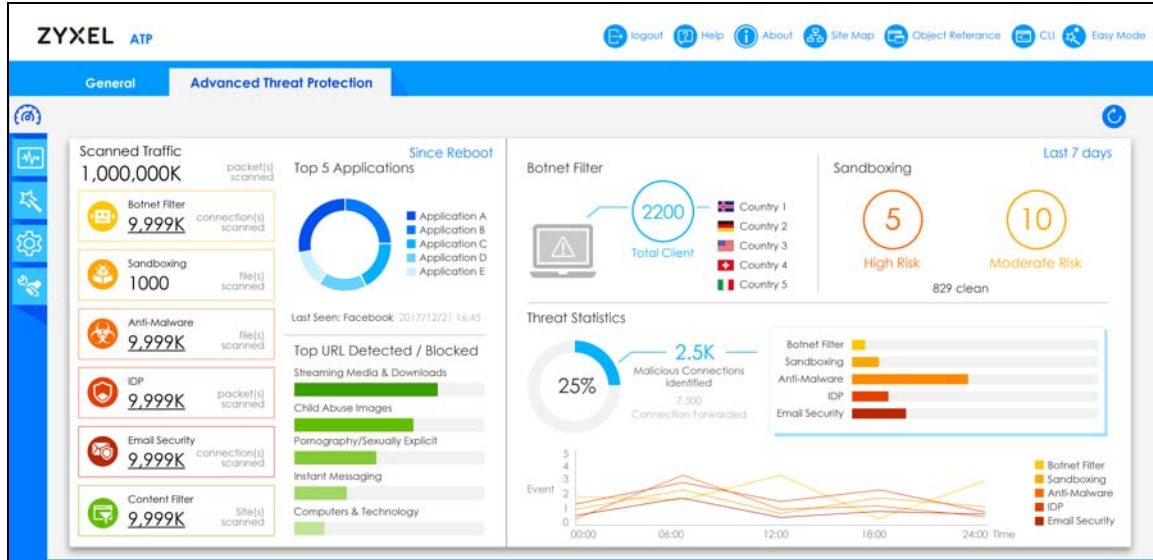 ZYXEL ATP
logout Help About Site Map Object Referance CLI Easy Mode
General Advanced Threat Protection
Scanned Traffic
1,000,000K packet(s) scanned
Since Reboot
Botnet Filter
9,999K connection(s) scanned
Sandboxing
1000 file(s) scanned
Anti-Malware
9,999K file(s) scanned
IDP
9,999K packet(s) scanned
Email Security
9,999K connection(s) scanned
Content Filter
9,999K Site(s) scanned
Top 5 Applications
Application A
Application B
Application C
Application D
Application E
Last Seen: Facebook 2017/12/21 16:45
Top URL Detected / Blocked
Streaming Media & Downloads
Child Abuse Images
Pornography/Sexually Explicit
Instant Messaging
Computers & Technology
Last 7 days
Botnet Filter
2200
Total Client
Country 1
Country 2
Country 3
Country 4
Country 5
Sandboxing
5
High Risk
10
Moderate Risk
829 clean
Threat Statistics
25%
2.5K
Malicious Connections
Identified
7,500
Connection Forwarded
Botnet Filter
Sandboxing
Anti-Malware
IDP
Email Security
Event
5
4
3
2
1
0
00:00 06:00 12:00 18:00 24:00 Time
Botnet Filter
Sandboxing
Anti-Malware
IDP
Email Security